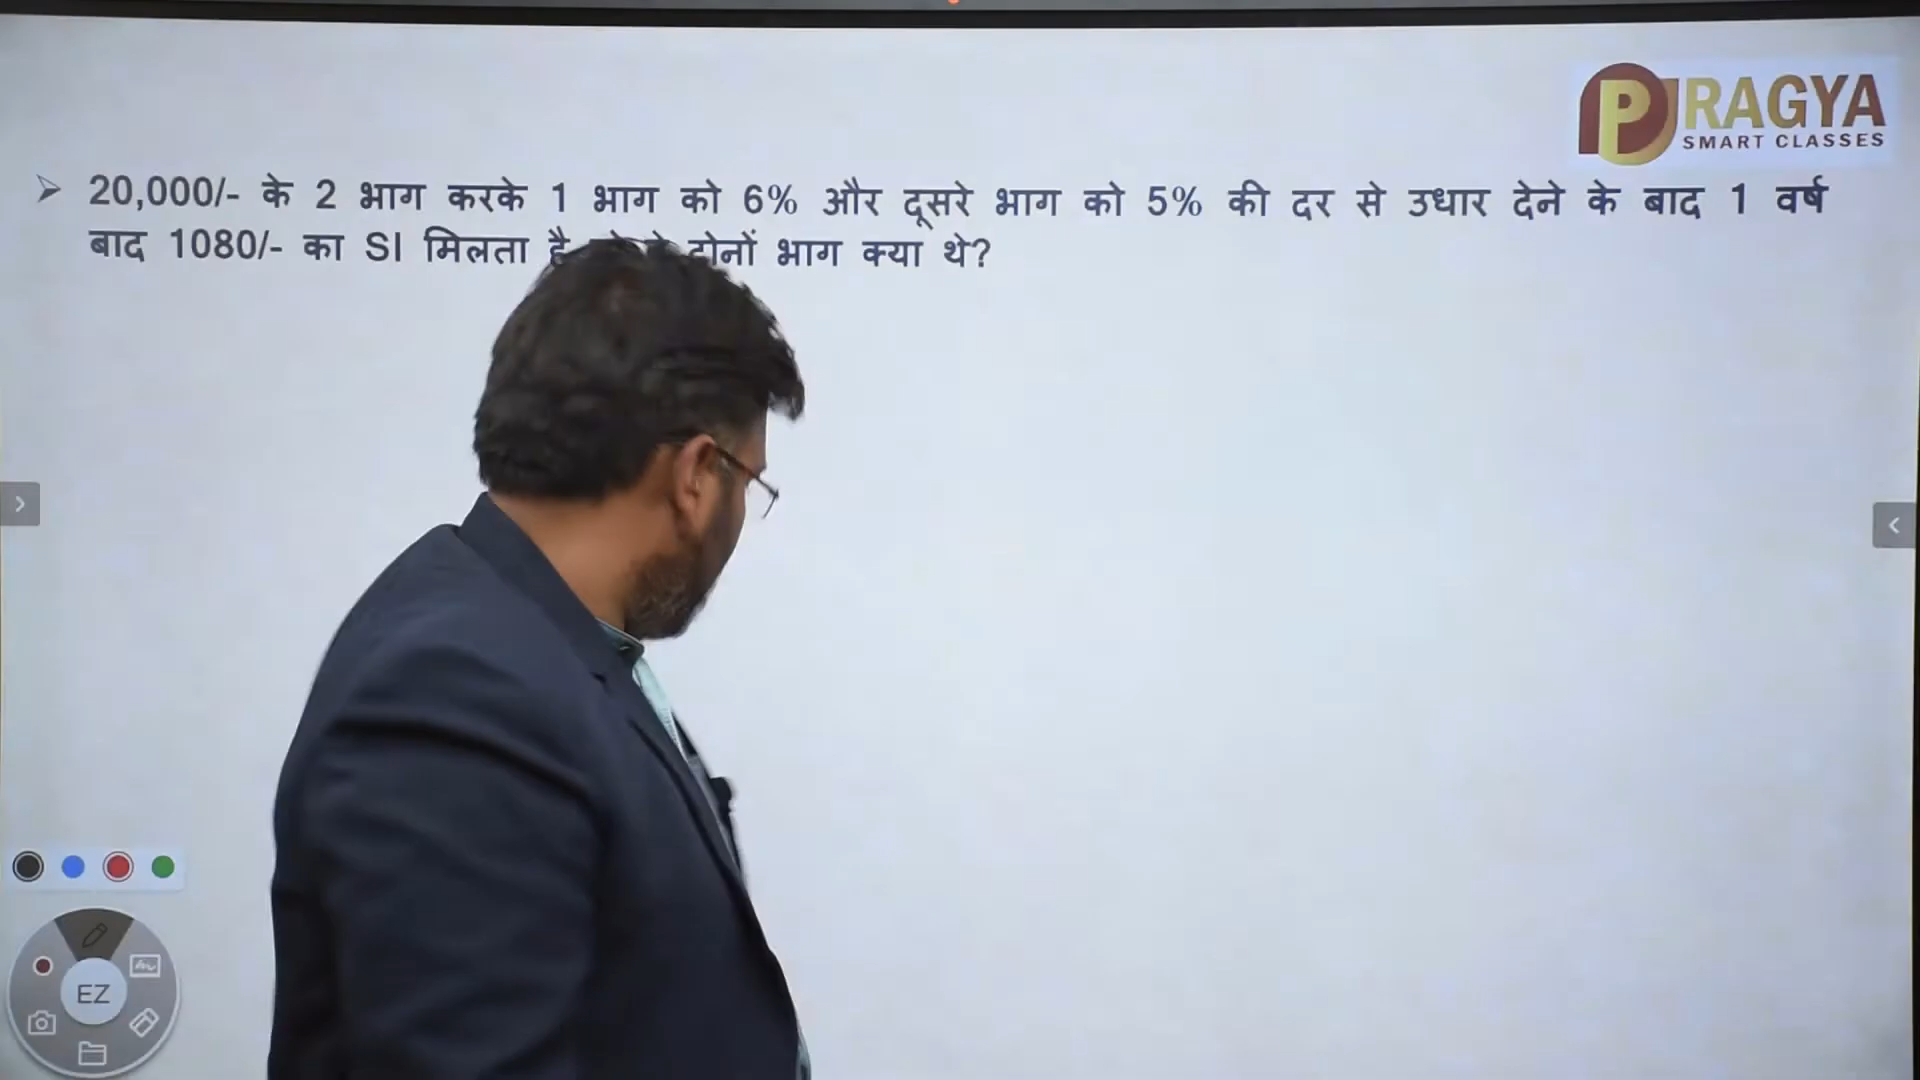 PRAGYA
SMART CLASSES
➢ 20,000/- के 2 भाग करके 1 भाग को 6% और दूसरे भाग को 5% की दर से उधार देने के बाद 1 वर्ष
बाद 1080/- का SI मिलता है दोनों भाग क्या थे?
EZ